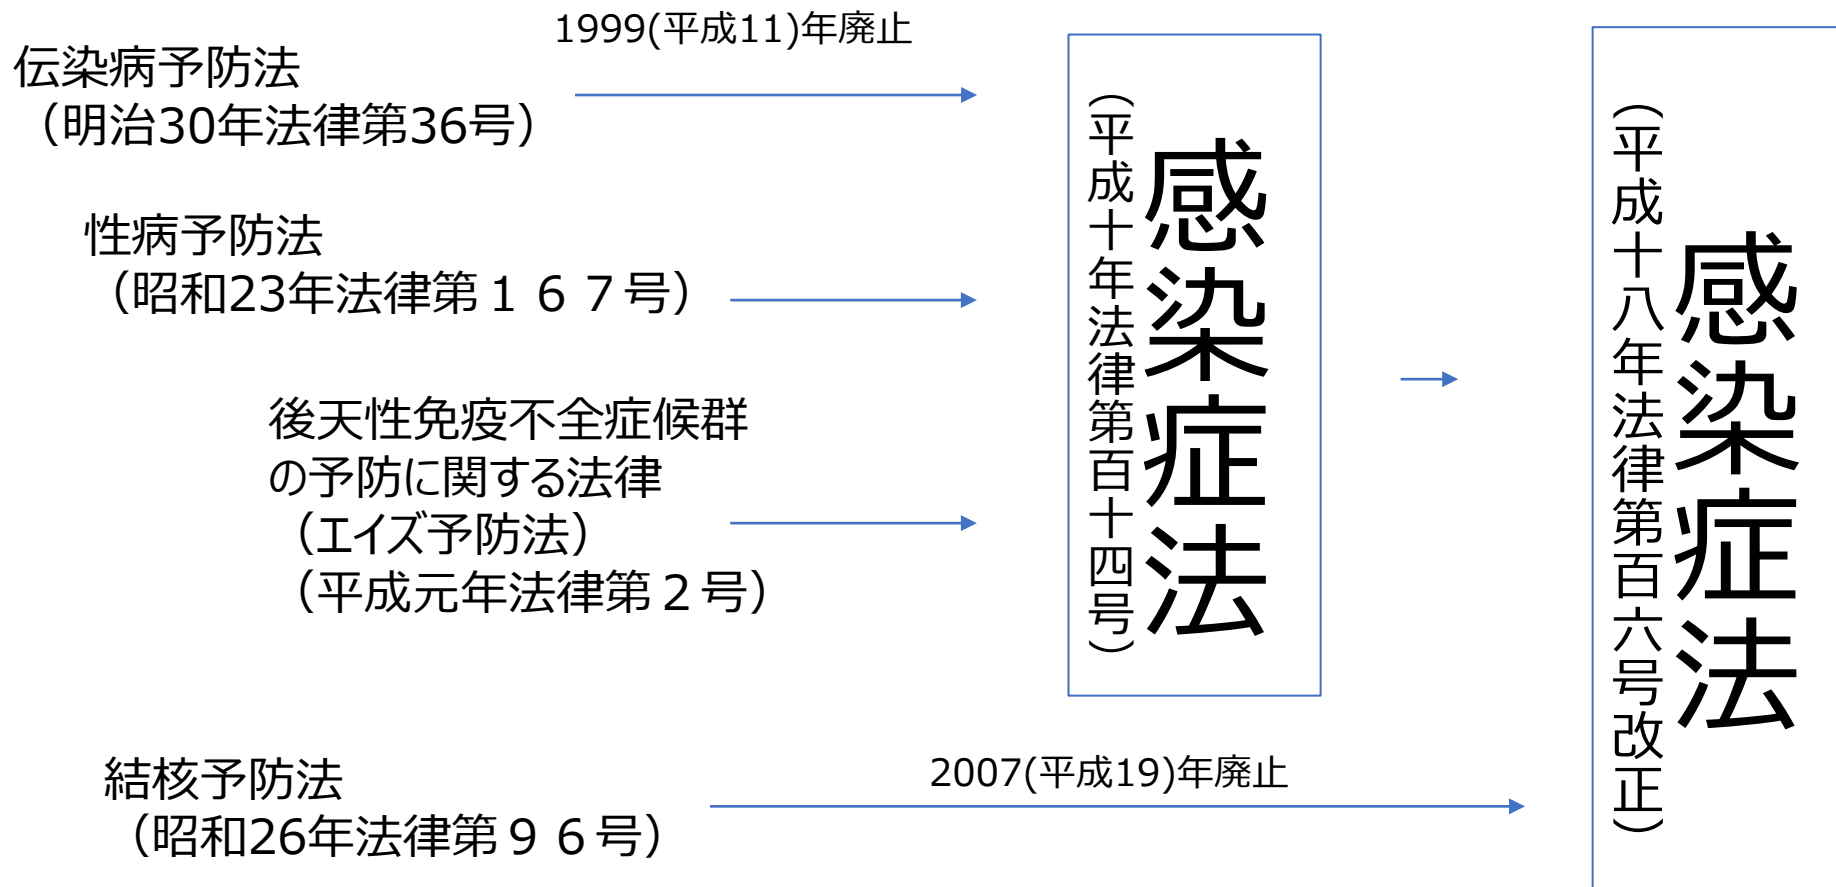 1999(平成11)年廃止
伝染病予防法
（明治30年法律第36号）
性病予防法
（昭和23年法律第１６７号）
後天性免疫不全症候群
の予防に関する法律
（エイズ予防法）
（平成元年法律第２号）
結核予防法
（昭和26年法律第９６号）
2007(平成19)年廃止
感染症法
（平成十年法律第百十四号）
感染症法
（平成十八年法律第百六号改正）